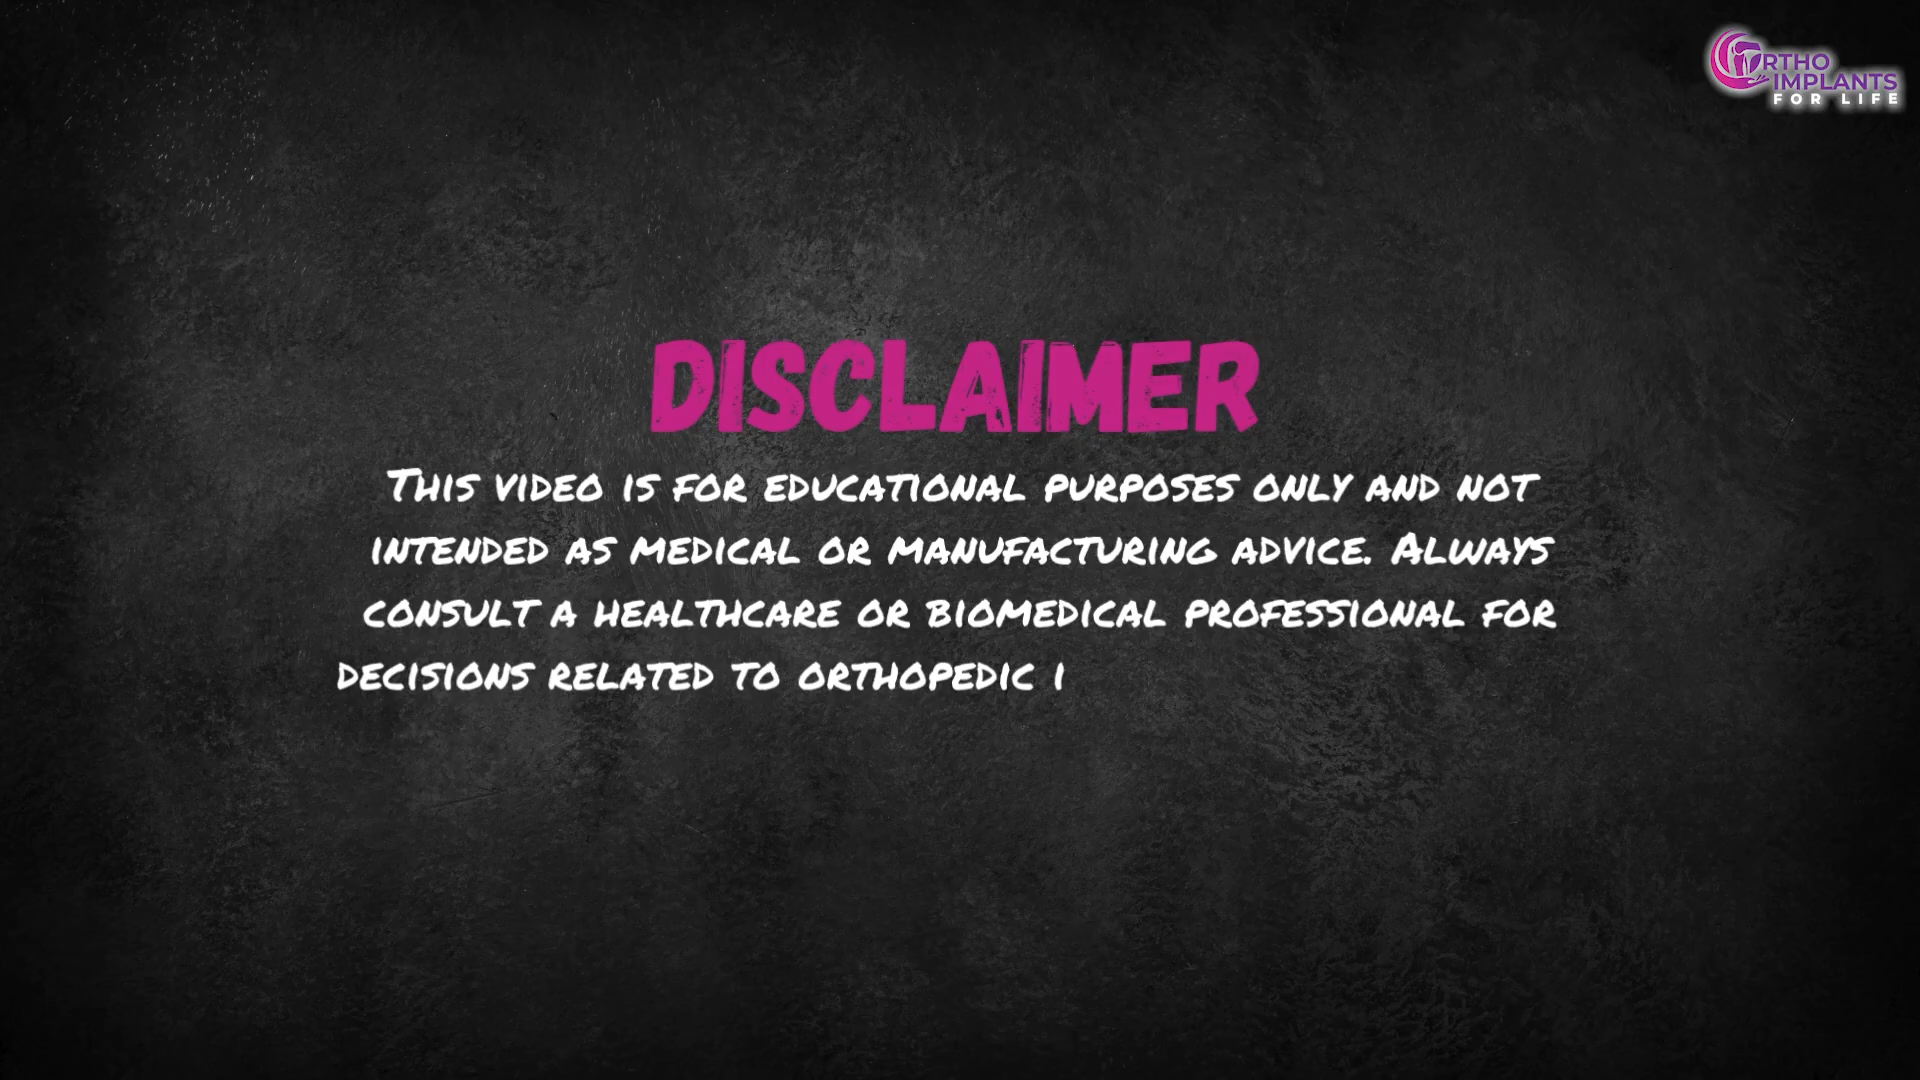 ORTHO
IMPLANTS
FOR LIFE
DISCLAIMER
This video is for educational purposes only and not
intended as medical or manufacturing advice. Always
consult a healthcare or biomedical professional for
decisions related to orthopedic i